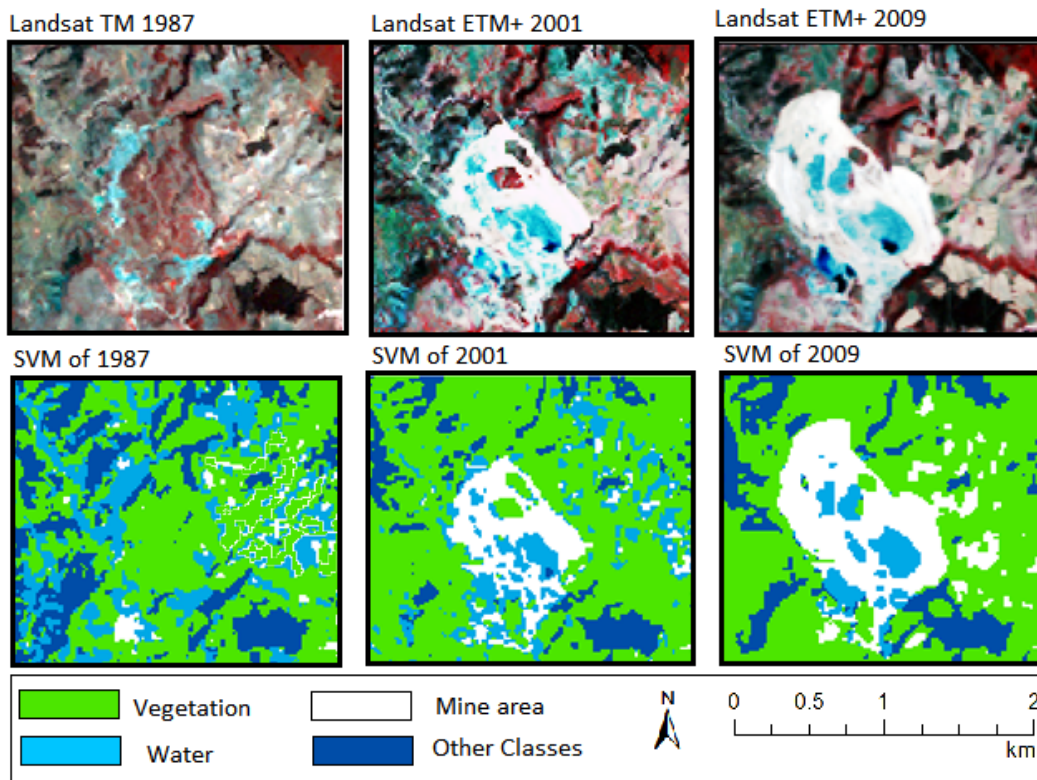 Landsat TM 1987
Landsat ETM+ 2001
Landsat ETM+ 2009
SVM of 1987
SVM of 2001
SVM of 2009
Vegetation
Mine area
Water
Other Classes
N
0 0.5 1 2
km